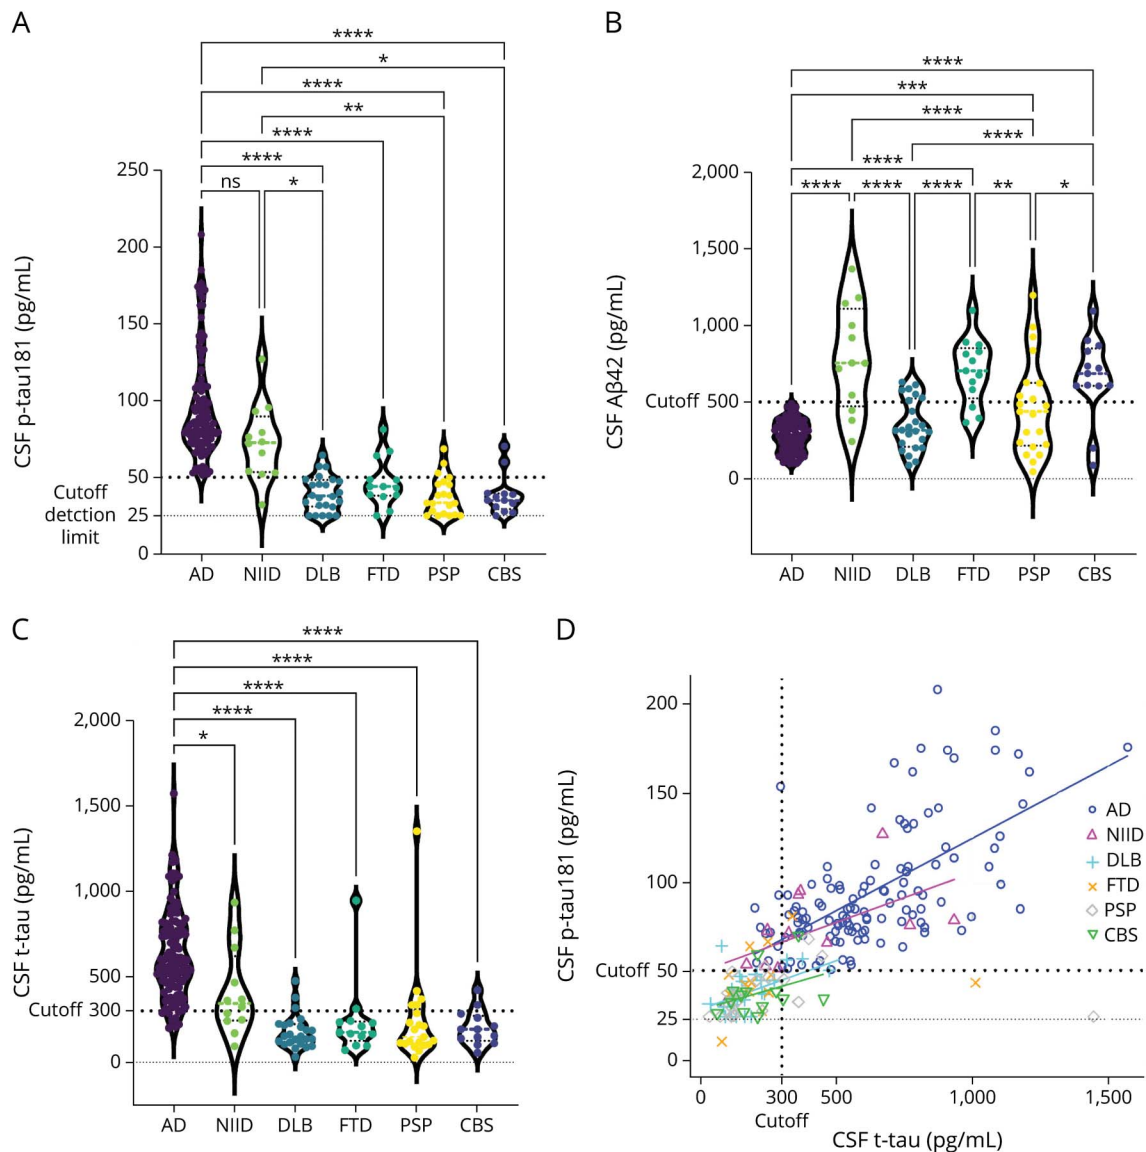 A
****
*
****
**
****
****
ns
*
CSF p-tau181 (pg/mL)
250
200
150
100
50
Cutoff
detction
limit
25
0
AD NIID DLB FTD PSP CBS
B
****
***
****
****
****
**** **** **** ** *
CSF Aβ42 (pg/mL)
2,000
1,500
1,000
Cutoff 500
0
AD NIID DLB FTD PSP CBS
C
****
****
****
****
*
CSF t-tau (pg/mL)
2,000
1,500
1,000
500
Cutoff 300
0
AD NIID DLB FTD PSP CBS
D
CSF p-tau181 (pg/mL)
200
150
100
Cutoff 50
25
0
AD
NIID
DLB
FTD
PSP
CBS
0 300 500 1,000 1,500
Cutoff
CSF t-tau (pg/mL)